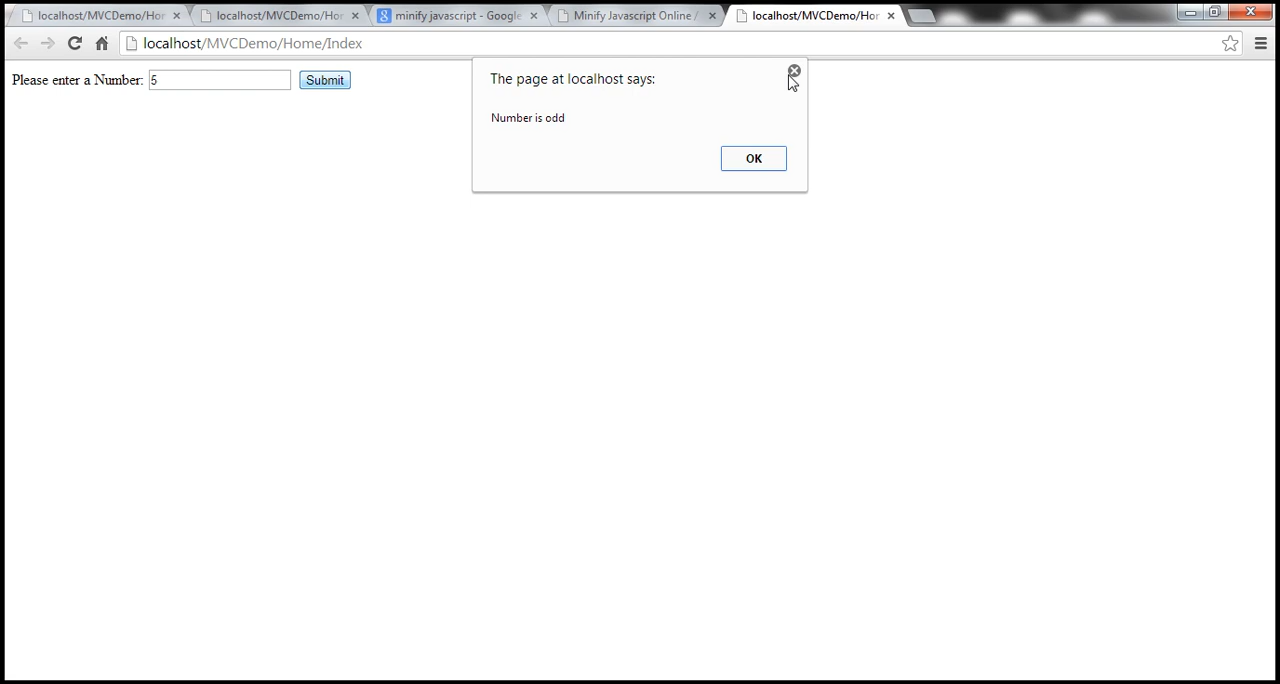 localhost/MVCDemo/Hor
localhost/MVCDemo/Hor
minify javascript - Google
Minify Javascript Online /
localhost/MVCDemo/Hor
localhost/MVCDemo/Home/Index
Please enter a Number: 5 Submit
The page at localhost says:
Number is odd
OK